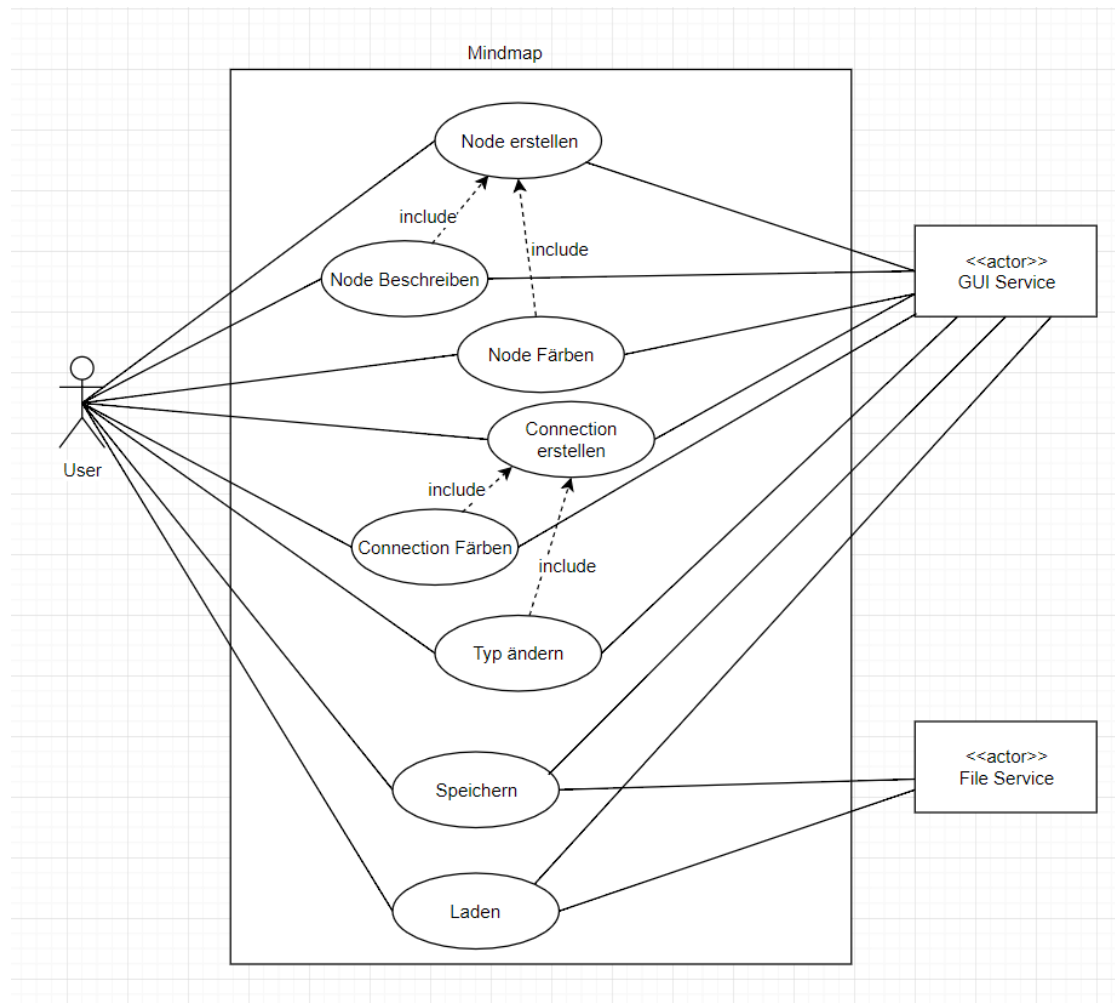 Mindmap
Node erstellen
include
include
<<actor>>
GUI Service
Node Beschreiben
Node Färben
Connection
erstellen
User
include
Connection Färben
include
Typ ändern
<<actor>>
File Service
Speichern
Laden